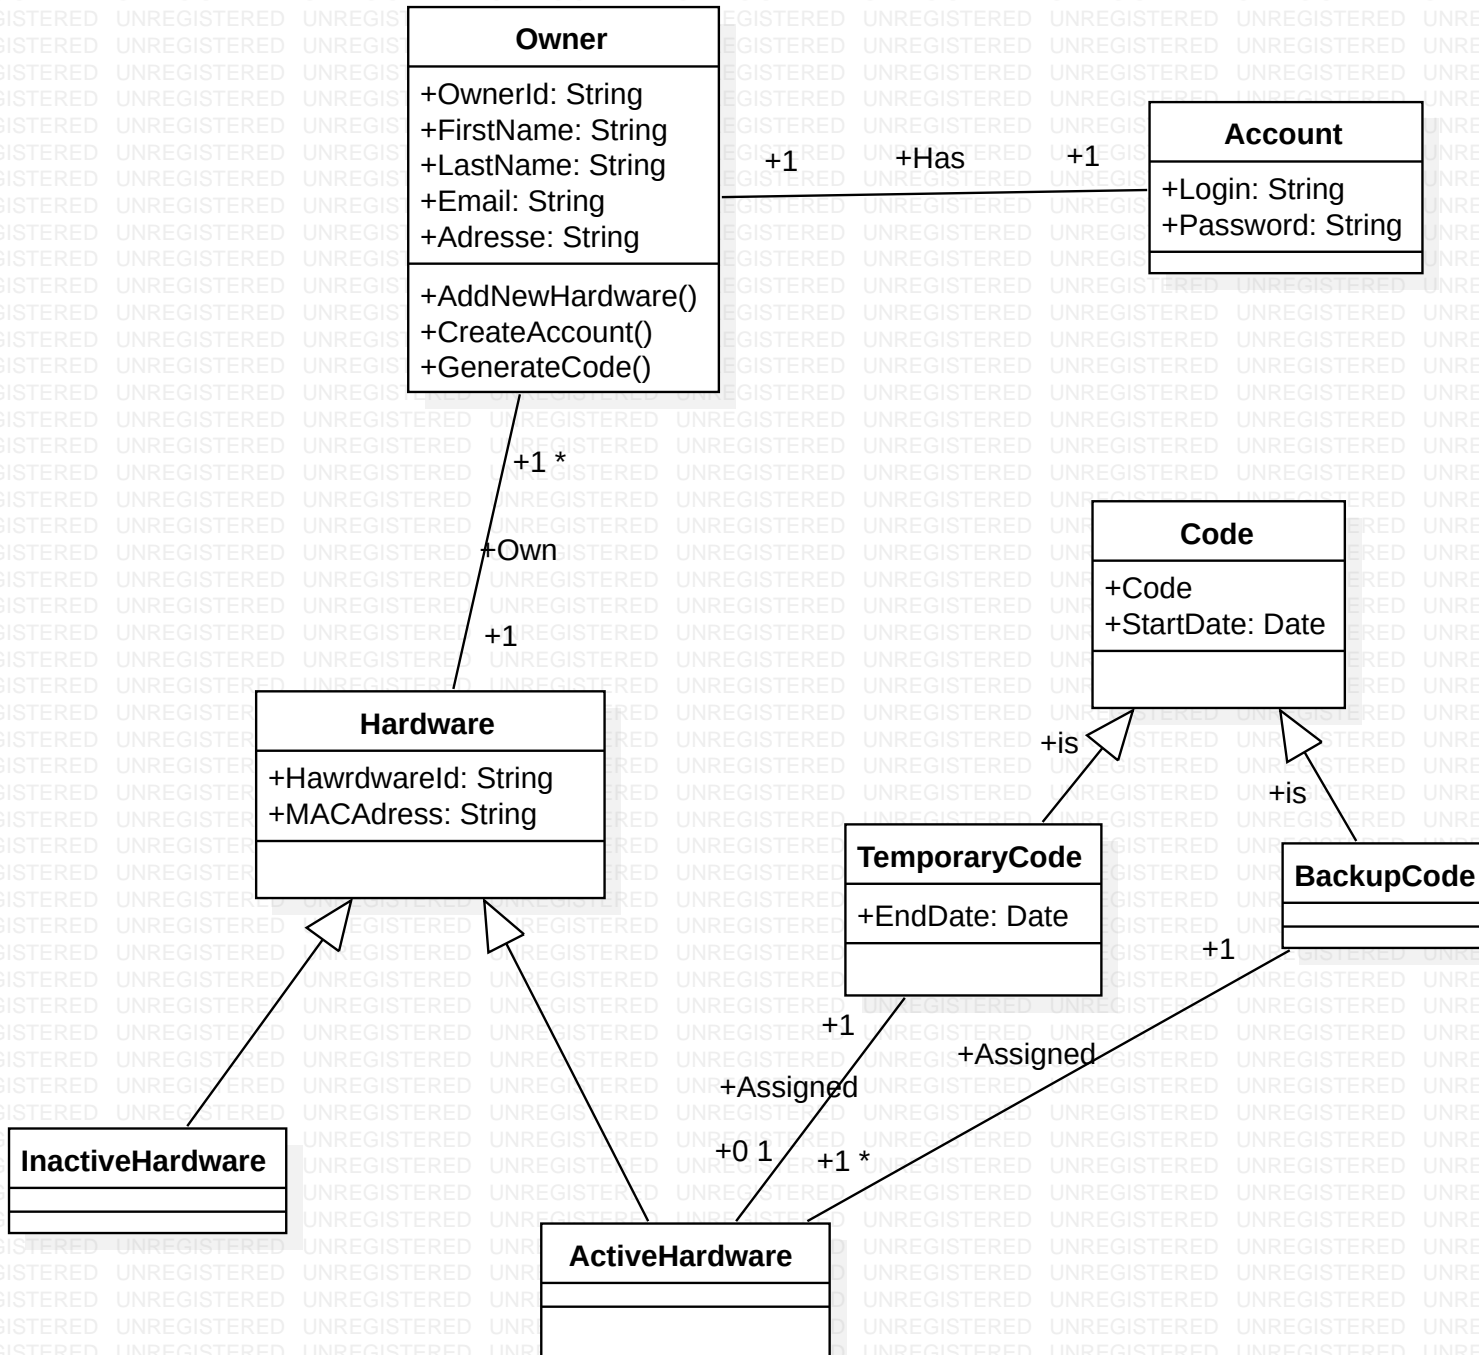 Owner
+OwnerId: String
+FirstName: String
+LastName: String
+Email: String
+Adresse: String
+AddNewHardware()
+CreateAccount()
+GenerateCode()
+1
+Has
+1
Account
+Login: String
+Password: String
+1 *
+Own
+1
Hardware
+HawrdwareId: String
+MACAdress: String
Code
+Code
+StartDate: Date
+is
+is
TemporaryCode
+EndDate: Date
BackupCode
+1
+Assigned
+0 1
+1
+Assigned
+1 *
InactiveHardware
ActiveHardware
UNREGISTERED